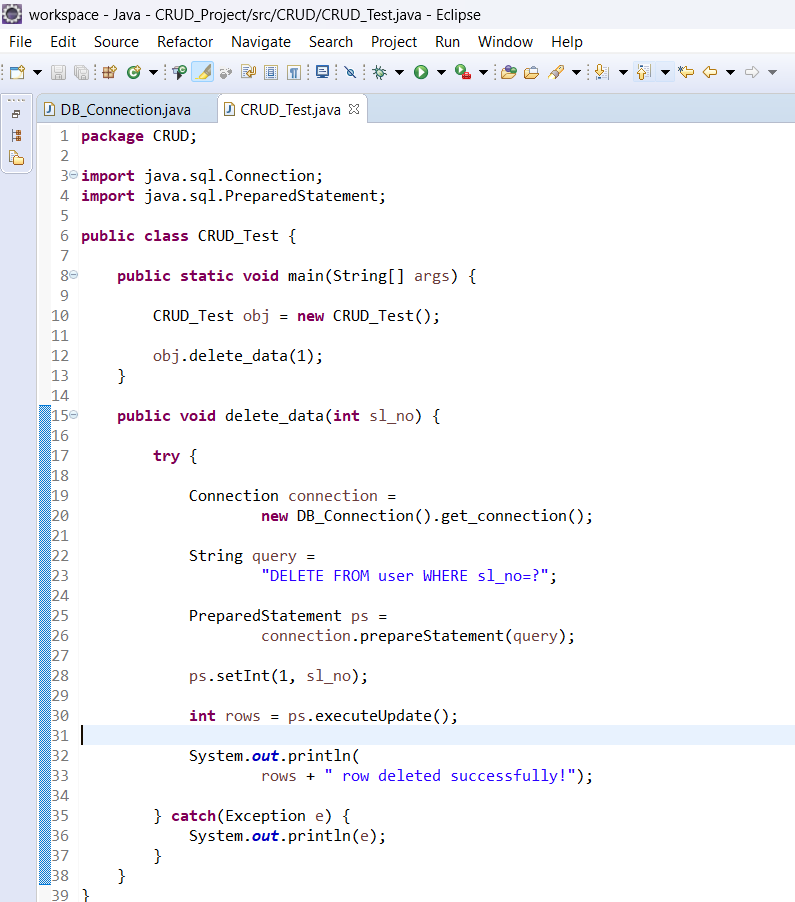 workspace - Java - CRUD_Project/src/CRUD/CRUD_Test.java - Eclipse
File Edit Source Refactor Navigate Search Project Run Window Help
DB_Connection.java CRUD_Test.java
1 package CRUD;
2
3 import java.sql.Connection;
4 import java.sql.PreparedStatement;
5
6 public class CRUD_Test {
7
8 public static void main(String[] args) {
9
10 CRUD_Test obj = new CRUD_Test();
11
12 obj.delete_data(1);
13 }
14
15 public void delete_data(int sl_no) {
16
17 try {
18
19 Connection connection =
20 new DB_Connection().get_connection();
21
22 String query =
23 "DELETE FROM user WHERE sl_no=?";
24
25 PreparedStatement ps =
26 connection.prepareStatement(query);
27
28 ps.setInt(1, sl_no);
29
30 int rows = ps.executeUpdate();
31
32 System.out.println(
33 rows + " row deleted successfully!");
34
35 } catch(Exception e) {
36 System.out.println(e);
37 }
38 }
39 }